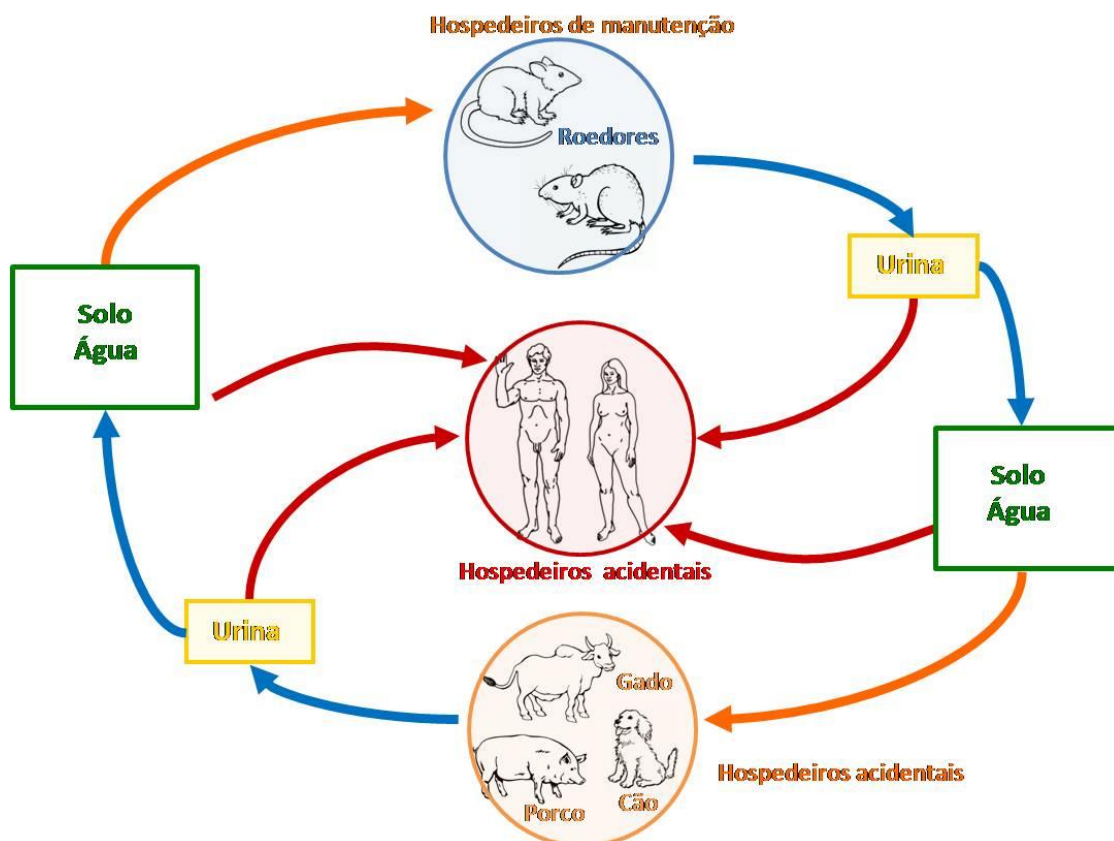 Hospedeiros de manutenção
Roedores
Urina
Solo
Água
Solo
Água
Hospedeiros acidentais
Urina
Gado
Porco
Cão
Hospedeiros acidentais